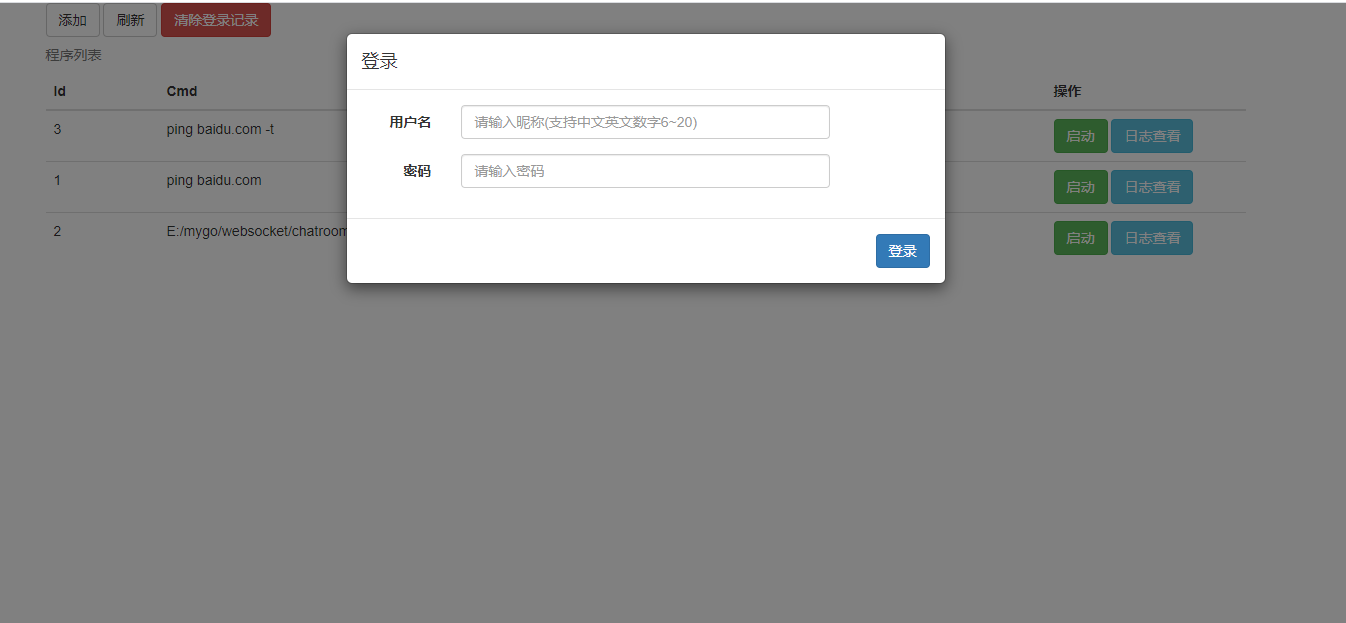 添加 刷新 清除登录记录
程序列表
登录
Id Cmd 操作
用户名 请输入昵称(支持中文英文数字6~20)
3 ping baidu.com -t 启动 日志查看
密码 请输入密码
1 ping baidu.com 启动 日志查看
2 E:/mygo/websocket/chatroom 启动 日志查看
登录